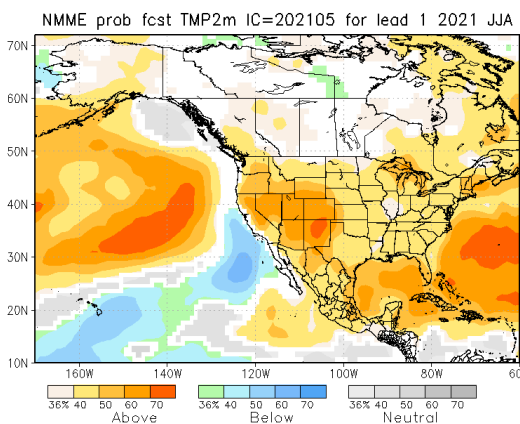 NMME prob fcst TMP2m IC=202105 for lead 1 2021 JJA
70N
60N
50N
40N
30N
20N
10N
160W 140W 120W 100W 80W 60
36% 40 50 60 70 36% 40 50 60 70 36% 40 50 60 70
Above Below Neutral